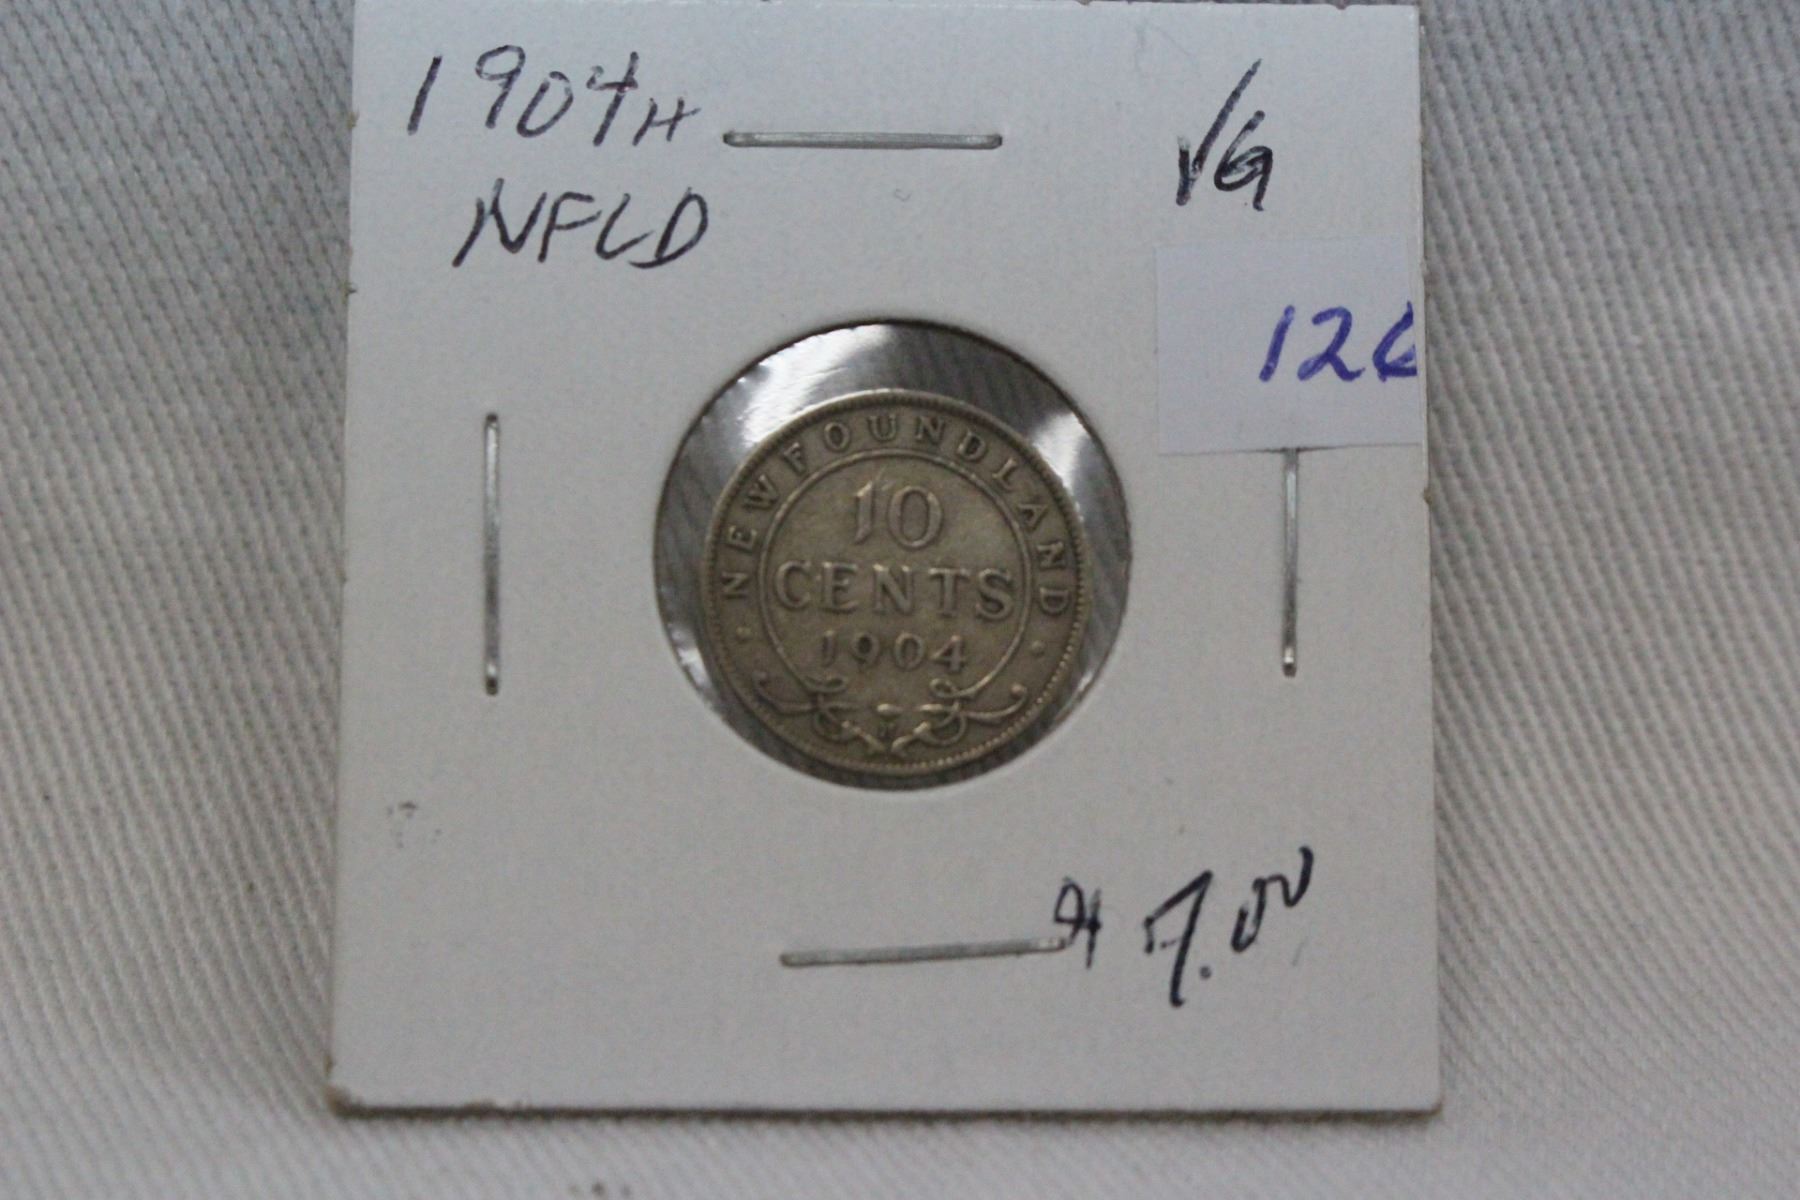 1904H
NFLD
VG
126
NEWFOUNDLAND
10
CENTS
1904
H
$7.00